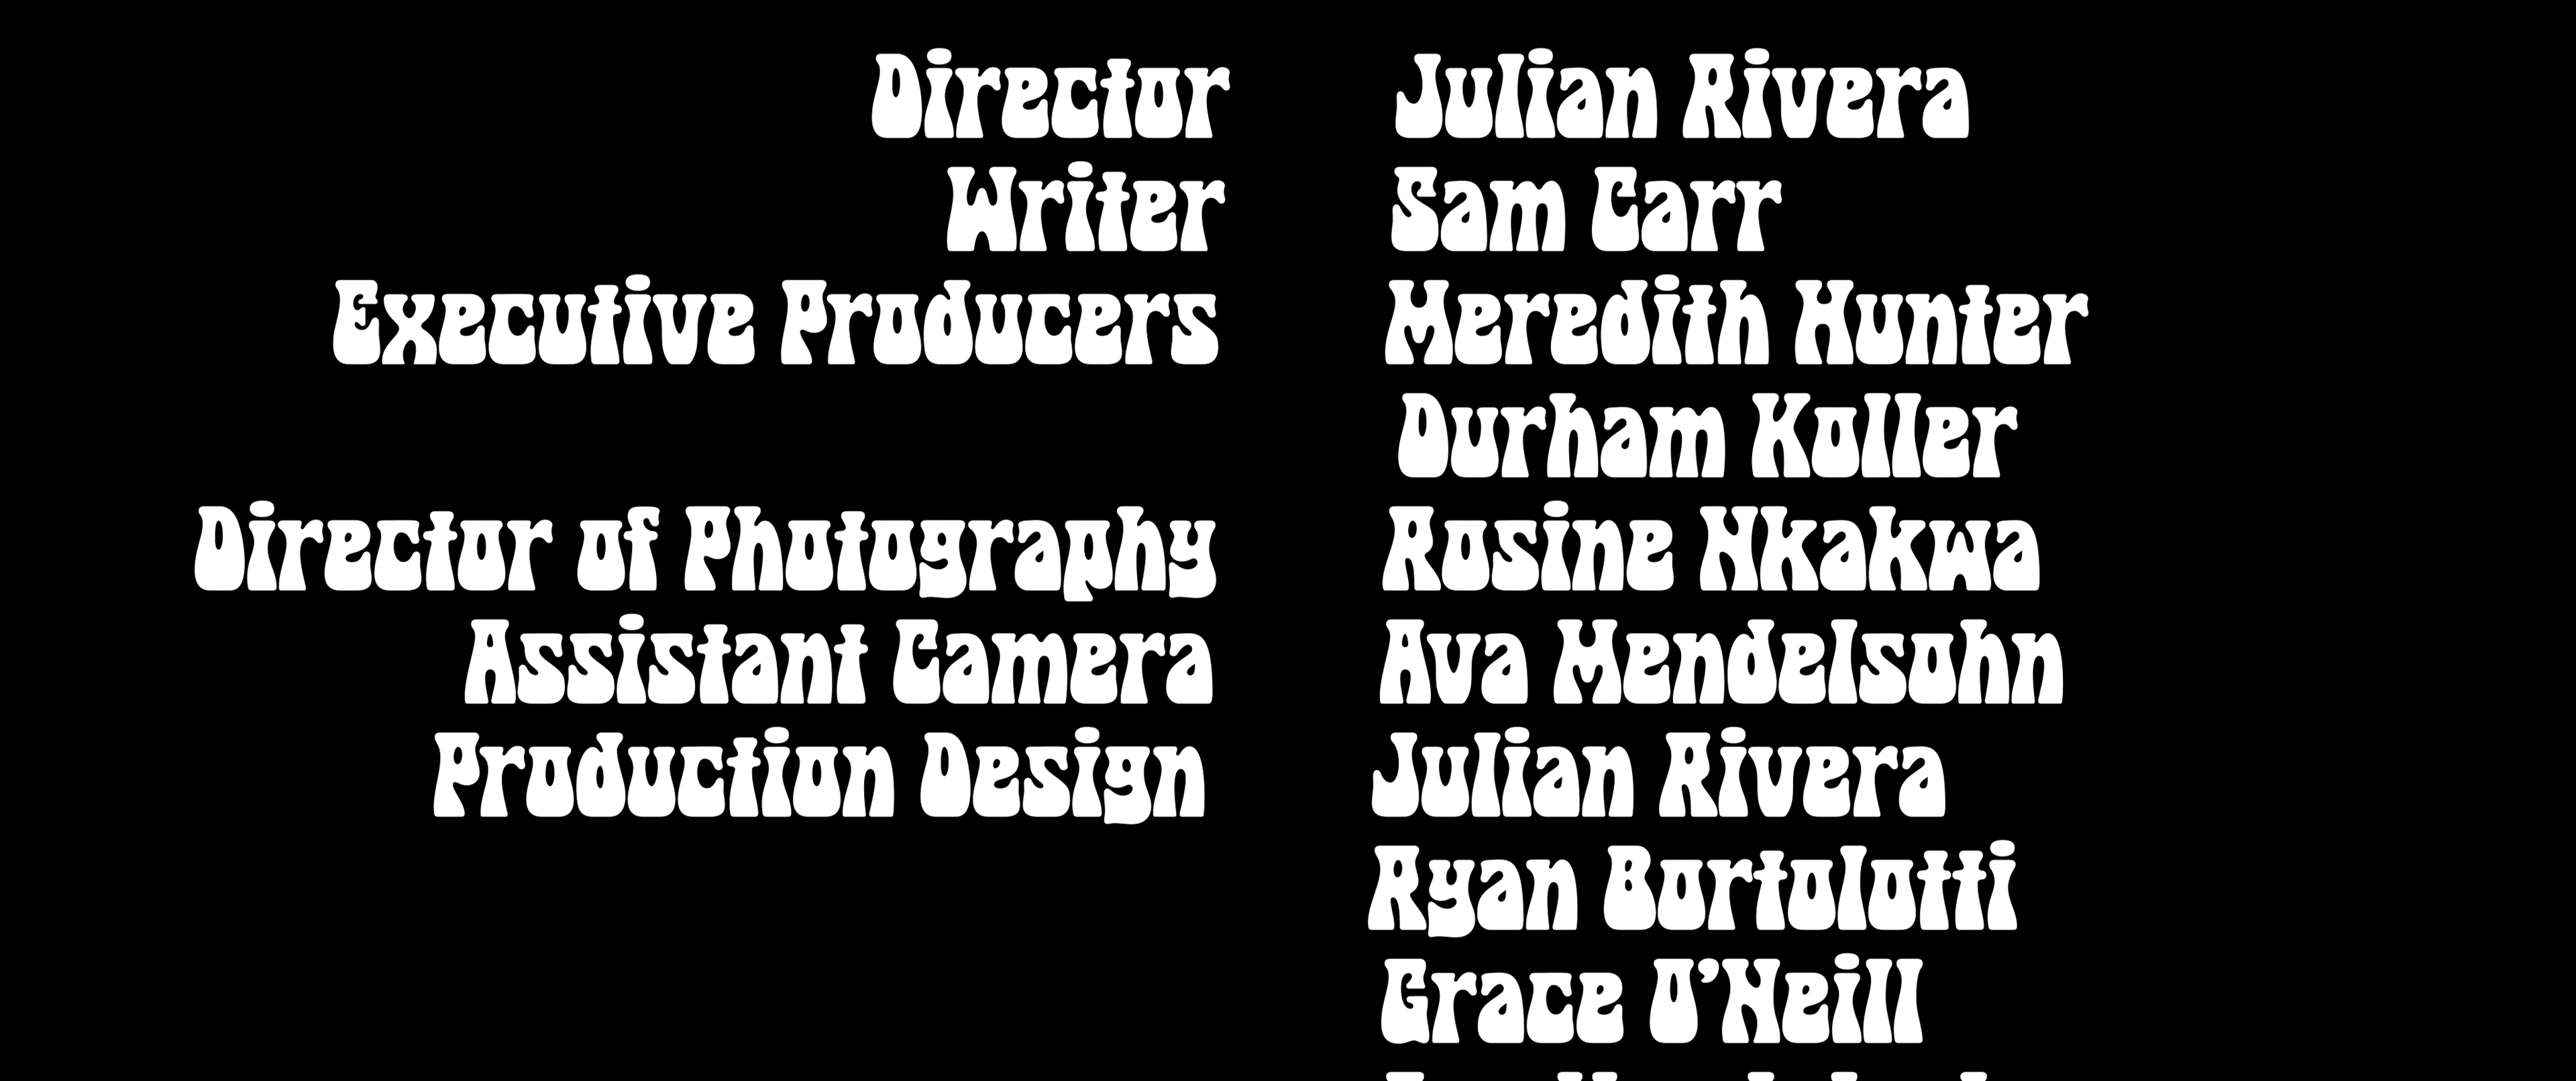 Director Julian Rivera
Writer Sam Carr
Executive Producers Meredith Hunter
Durham Koller
Director of Photography Rosine Nkakwa
Assistant Camera Ava Mendelsohn
Production Design Julian Rivera
Ryan Bortolotti
Grace O’Neill